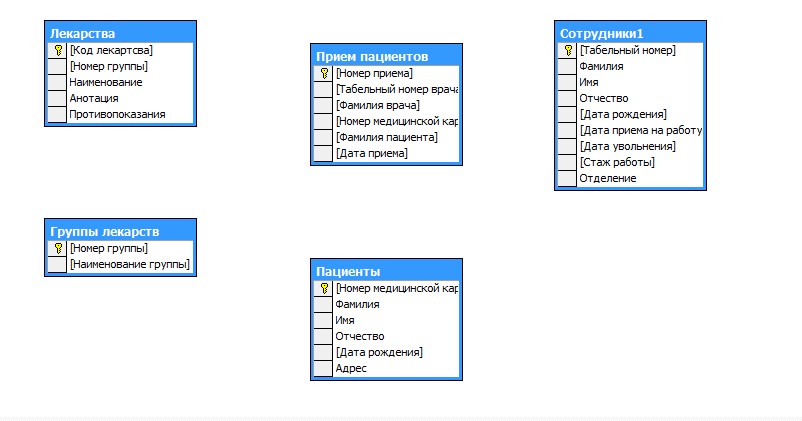 Лекарства
[Код лекартсва]
[Номер группы]
Наименование
Анотация
Противопоказания
Группы лекарств
[Номер группы]
[Наименование группы]
Прием пациентов
[Номер приема]
[Табельный номер врача
[Фамилия врача]
[Номер медицинской кар
[Фамилия пациента]
[Дата приема]
Пациенты
[Номер медицинской кар
Фамилия
Имя
Отчество
[Дата рождения]
Адрес
Сотрудники1
[Табельный номер]
Фамилия
Имя
Отчество
[Дата рождения]
[Дата приема на работу
[Дата увольнения]
[Стаж работы]
Отделение